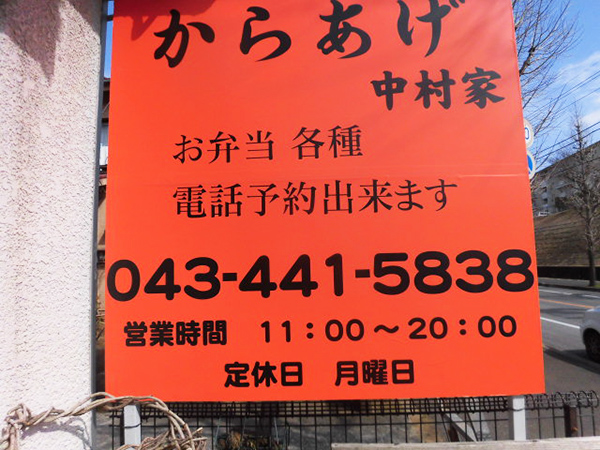 からあげ
中村家
お弁当 各種
電話予約出来ます
043-441-5838
営業時間 11：00～20：00
定休日 月曜日